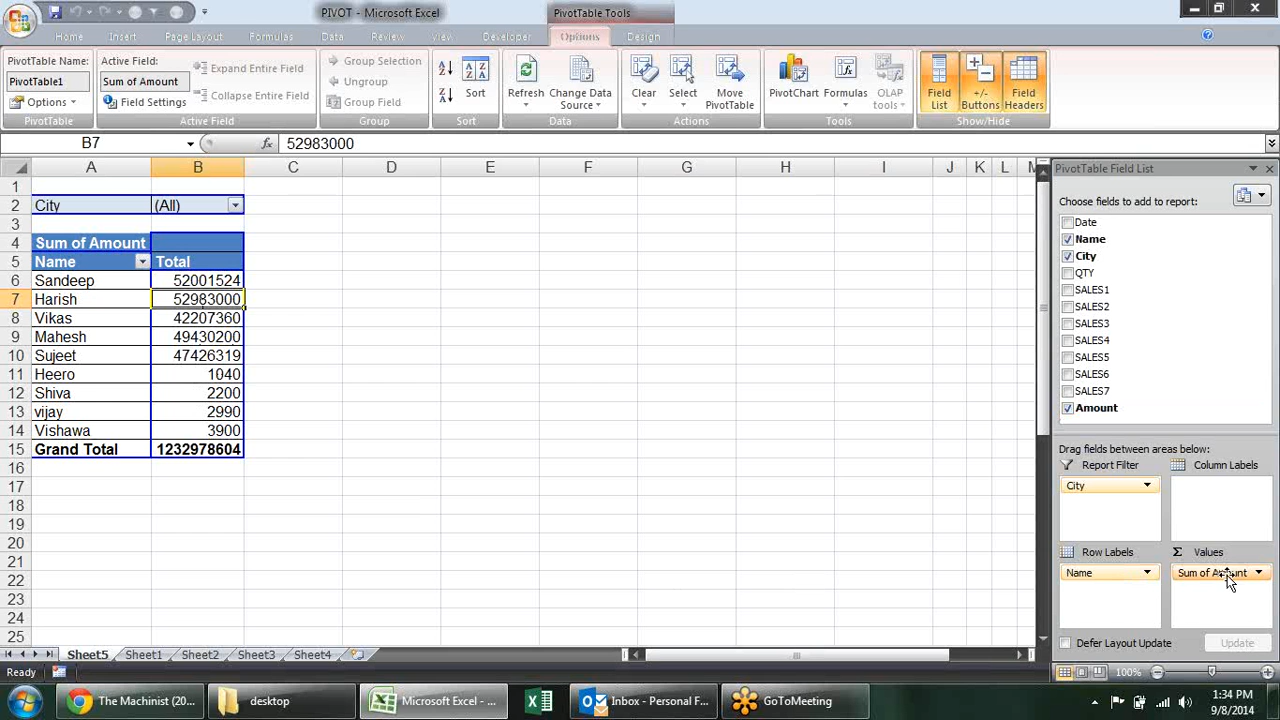 PIVOT - Microsoft Excel
PivotTable Tools
Home Insert Page Layout Formulas Data Review View Developer Options Design
PivotTable Name:
PivotTable1
Options
PivotTable
Active Field:
Sum of Amount
Field Settings
Expand Entire Field
Collapse Entire Field
Active Field
Group Selection
Ungroup
Group Field
Group
Sort
Sort
Refresh
Change Data Source
Data
Clear
Select
Move PivotTable
Actions
PivotChart
Formulas
OLAP tools
Tools
Field List
+/- Buttons
Field Headers
Show/Hide
B7 fx 52983000
A B C D E F G H I J K L M
1
2 City (All)
3
4 Sum of Amount
5 Name Total
6 Sandeep 52001524
7 Harish 52983000
8 Vikas 42207360
9 Mahesh 49430200
10 Sujeet 47426319
11 Heero 1040
12 Shiva 2200
13 vijay 2990
14 Vishawa 3900
15 Grand Total 1232978604
16
17
18
19
20
21
22
23
24
25
PivotTable Field List
Choose fields to add to report:
Date
Name
City
QTY
SALES1
SALES2
SALES3
SALES4
SALES5
SALES6
SALES7
Amount
Drag fields between areas below:
Report Filter
Column Labels
City
Row Labels
Σ Values
Name
Sum of Amount
Defer Layout Update
Update
Sheet5 Sheet1 Sheet2 Sheet3 Sheet4
Ready
100%
The Machinist (20...
desktop
Microsoft Excel - ...
Inbox - Personal F...
GoToMeeting
1:34 PM
9/8/2014